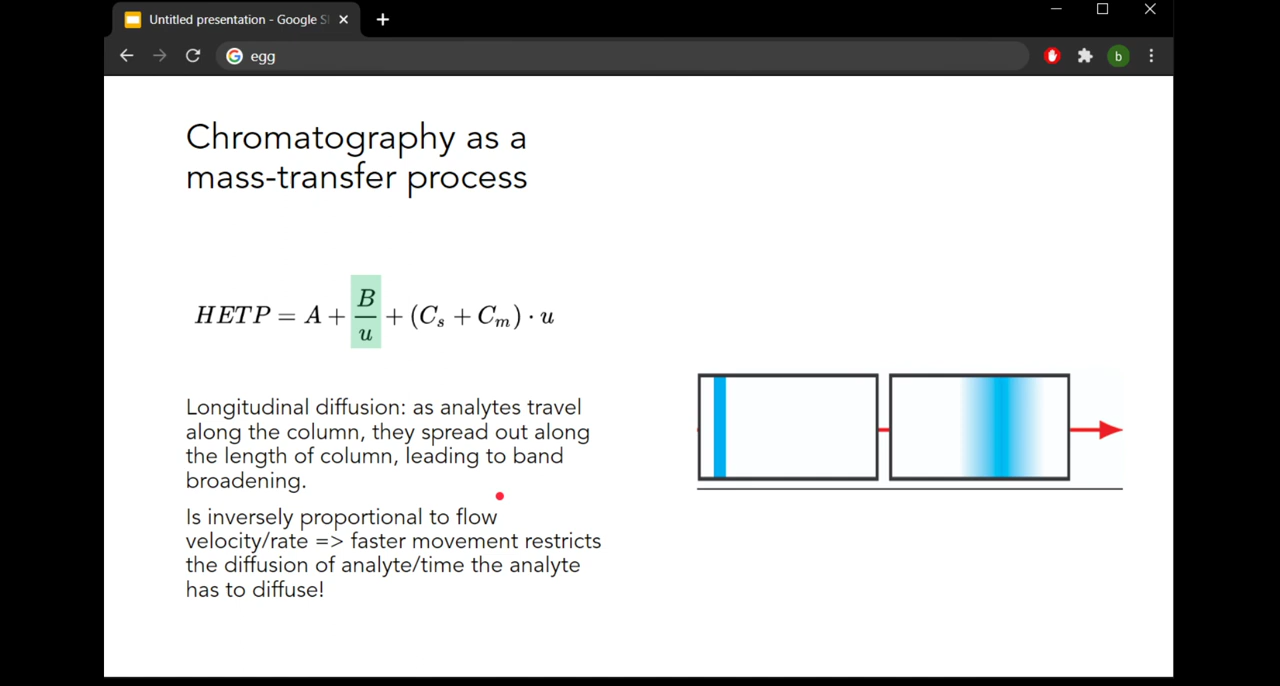 Untitled presentation - Google Sl
egg
b
Chromatography as a
mass-transfer process
HETP = A + B/u + (Cₛ + Cₘ) · u
Longitudinal diffusion: as analytes travel
along the column, they spread out along
the length of column, leading to band
broadening.
Is inversely proportional to flow
velocity/rate => faster movement restricts
the diffusion of analyte/time the analyte
has to diffuse!